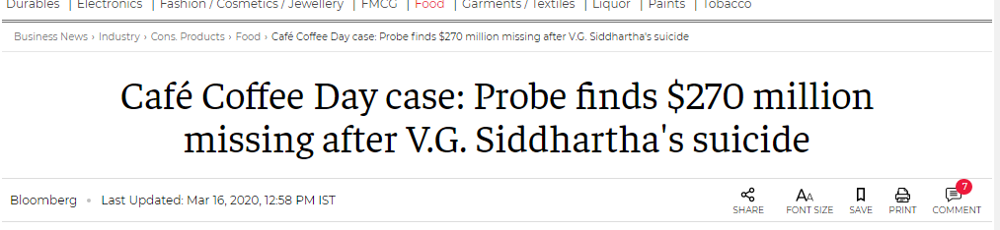 Durables | Electronics | Fashion / Cosmetics / Jewellery | FMCG | Food | Garments / Textiles | Liquor | Paints | Tobacco
Business News › Industry › Cons. Products › Food › Café Coffee Day case: Probe finds $270 million missing after V.G. Siddhartha's suicide
Café Coffee Day case: Probe finds $270 million
missing after V.G. Siddhartha's suicide
Bloomberg • Last Updated: Mar 16, 2020, 12:58 PM IST
7
AA
SHARE FONT SIZE SAVE PRINT COMMENT